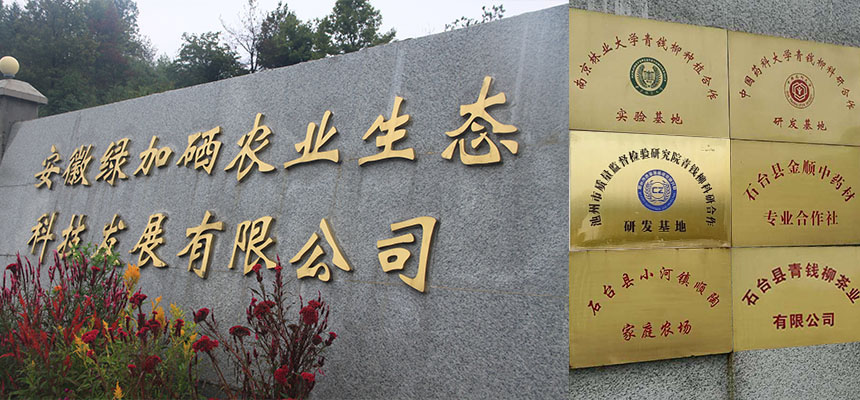 安徽绿加硒农业生态
科技发展有限公司
南京林业大学青钱柳种植合作
实验基地
中国药科大学青钱柳科研合作
研发基地
池州市质量监督检验研究院青钱柳科研合作
研发基地
石台县金顺中药材
专业合作社
石台县小河镇顺陶
家庭农场
石台县青钱柳茶业
有限公司